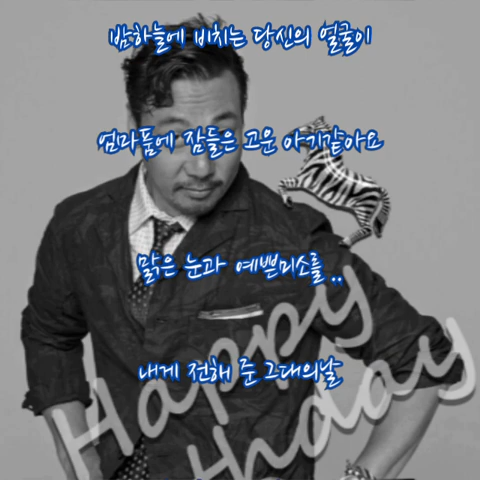 밤하늘에 비치는 당신의 얼굴이
엄마품에 잠들은 고운 아기같아요
맑은 눈과 예쁜미소를 ..
내게 전해 준 그대의날
Happy
thday